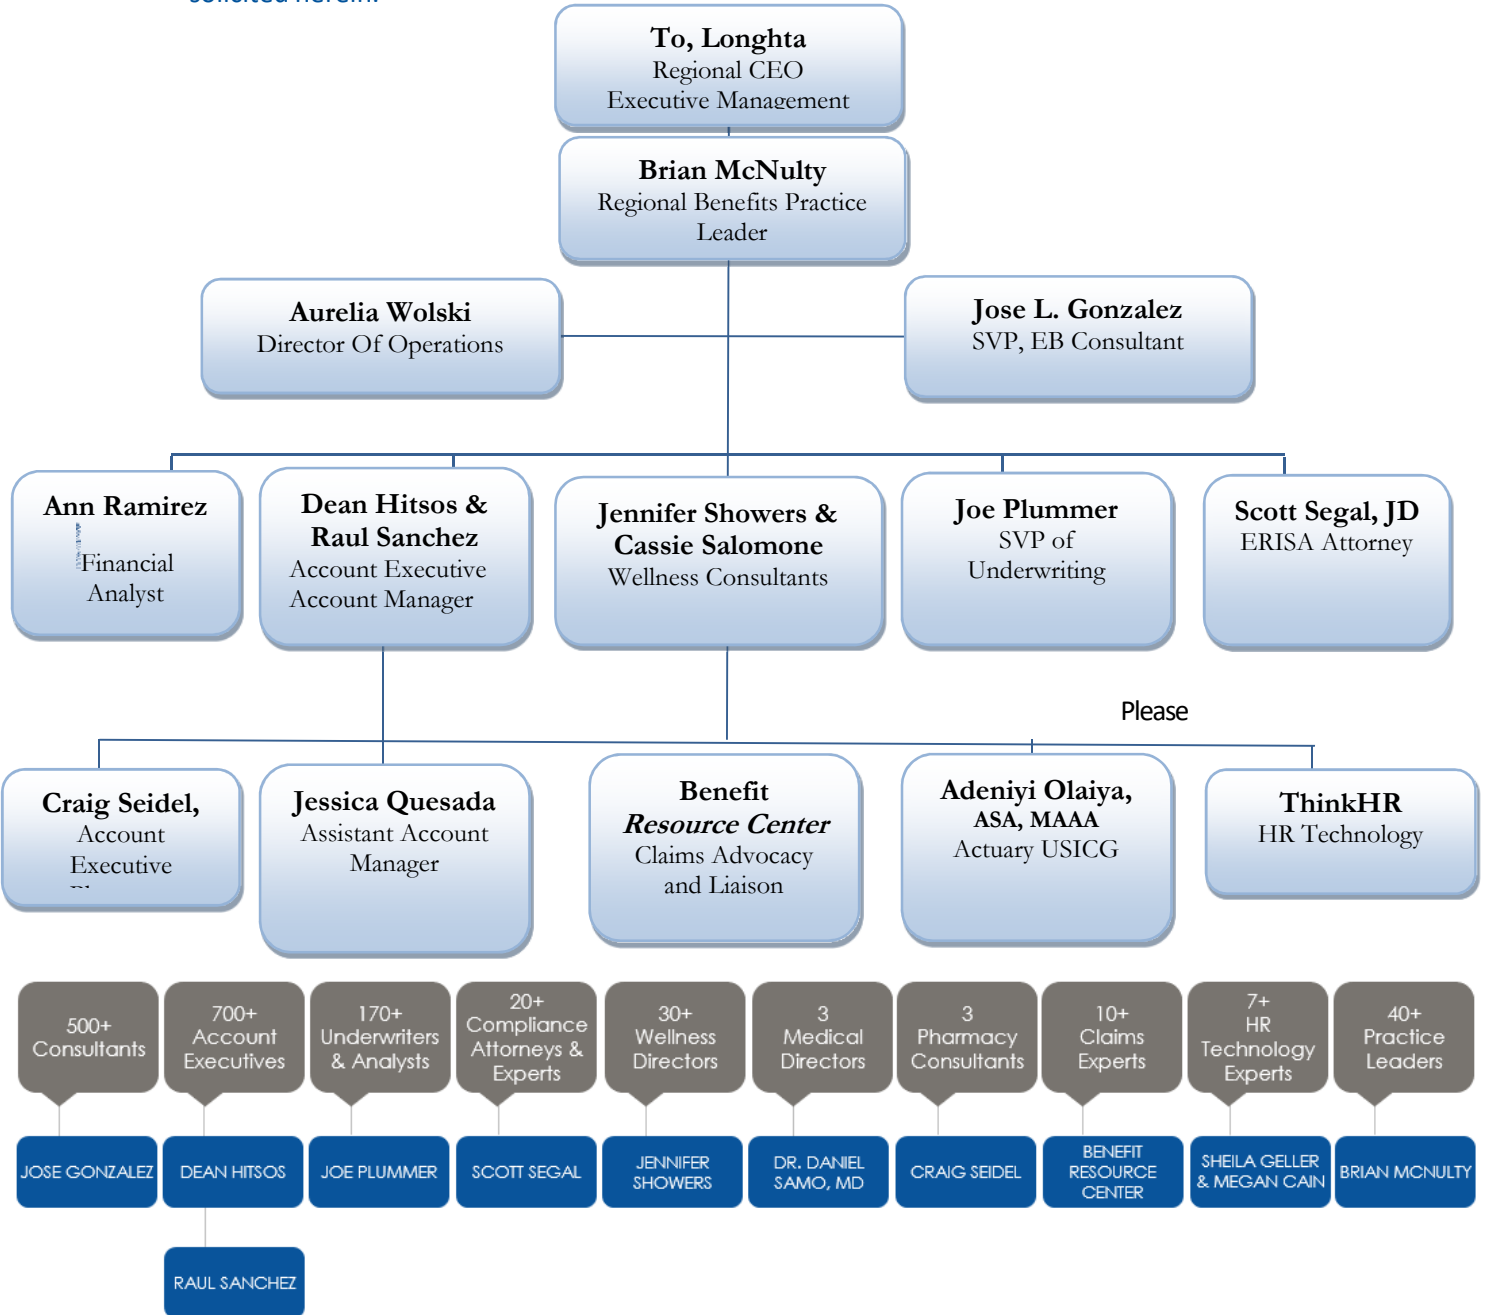 solicited herein.
To, Longhta
Regional CEO
Executive Management
Brian McNulty
Regional Benefits Practice
Leader
Aurelia Wolski
Director Of Operations
Jose L. Gonzalez
SVP, EB Consultant
Ann Ramirez
Financial
Analyst
Dean Hitsos &
Raul Sanchez
Account Executive
Account Manager
Jennifer Showers &
Cassie Salomone
Wellness Consultants
Joe Plummer
SVP of
Underwriting
Scott Segal, JD
ERISA Attorney
Please
Craig Seidel,
Account
Executive
Jessica Quesada
Assistant Account
Manager
Benefit
Resource Center
Claims Advocacy
and Liaison
Adeniyi Olaiya,
ASA, MAAA
Actuary USICG
ThinkHR
HR Technology
500+
Consultants
700+
Account
Executives
170+
Underwriters
& Analysts
20+
Compliance
Attorneys &
Experts
30+
Wellness
Directors
3
Medical
Directors
3
Pharmacy
Consultants
10+
Claims
Experts
7+
HR
Technology
Experts
40+
Practice
Leaders
JOSE GONZALEZ
DEAN HITSOS
JOE PLUMMER
SCOTT SEGAL
JENNIFER
SHOWERS
DR. DANIEL
SAMO, MD
CRAIG SEIDEL
BENEFIT
RESOURCE
CENTER
SHEILA GELLER
& MEGAN CAIN
BRIAN MCNULTY
RAUL SANCHEZ